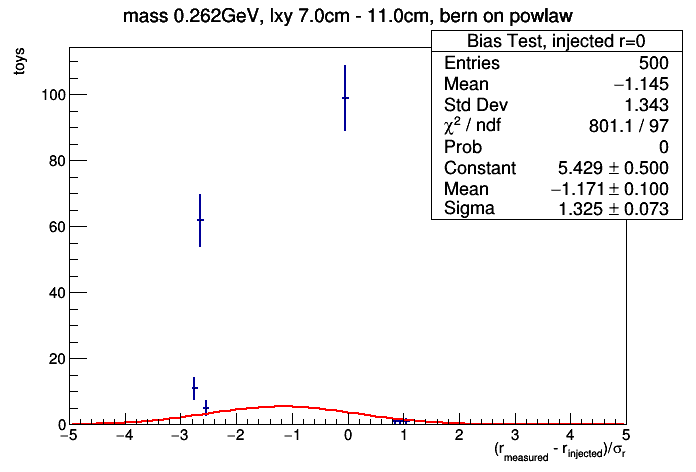 mass 0.262GeV, lxy 7.0cm - 11.0cm, bern on powlaw
toys
Bias Test, injected r=0
Entries 500
Mean −1.145
Std Dev 1.343
χ² / ndf 801.1 / 97
Prob 0
Constant 5.429 ± 0.500
Mean −1.171 ± 0.100
Sigma 1.325 ± 0.073
100
80
60
40
20
0
−5 −4 −3 −2 −1 0 1 2 3 4 5
(r_measured - r_injected)/σ_r